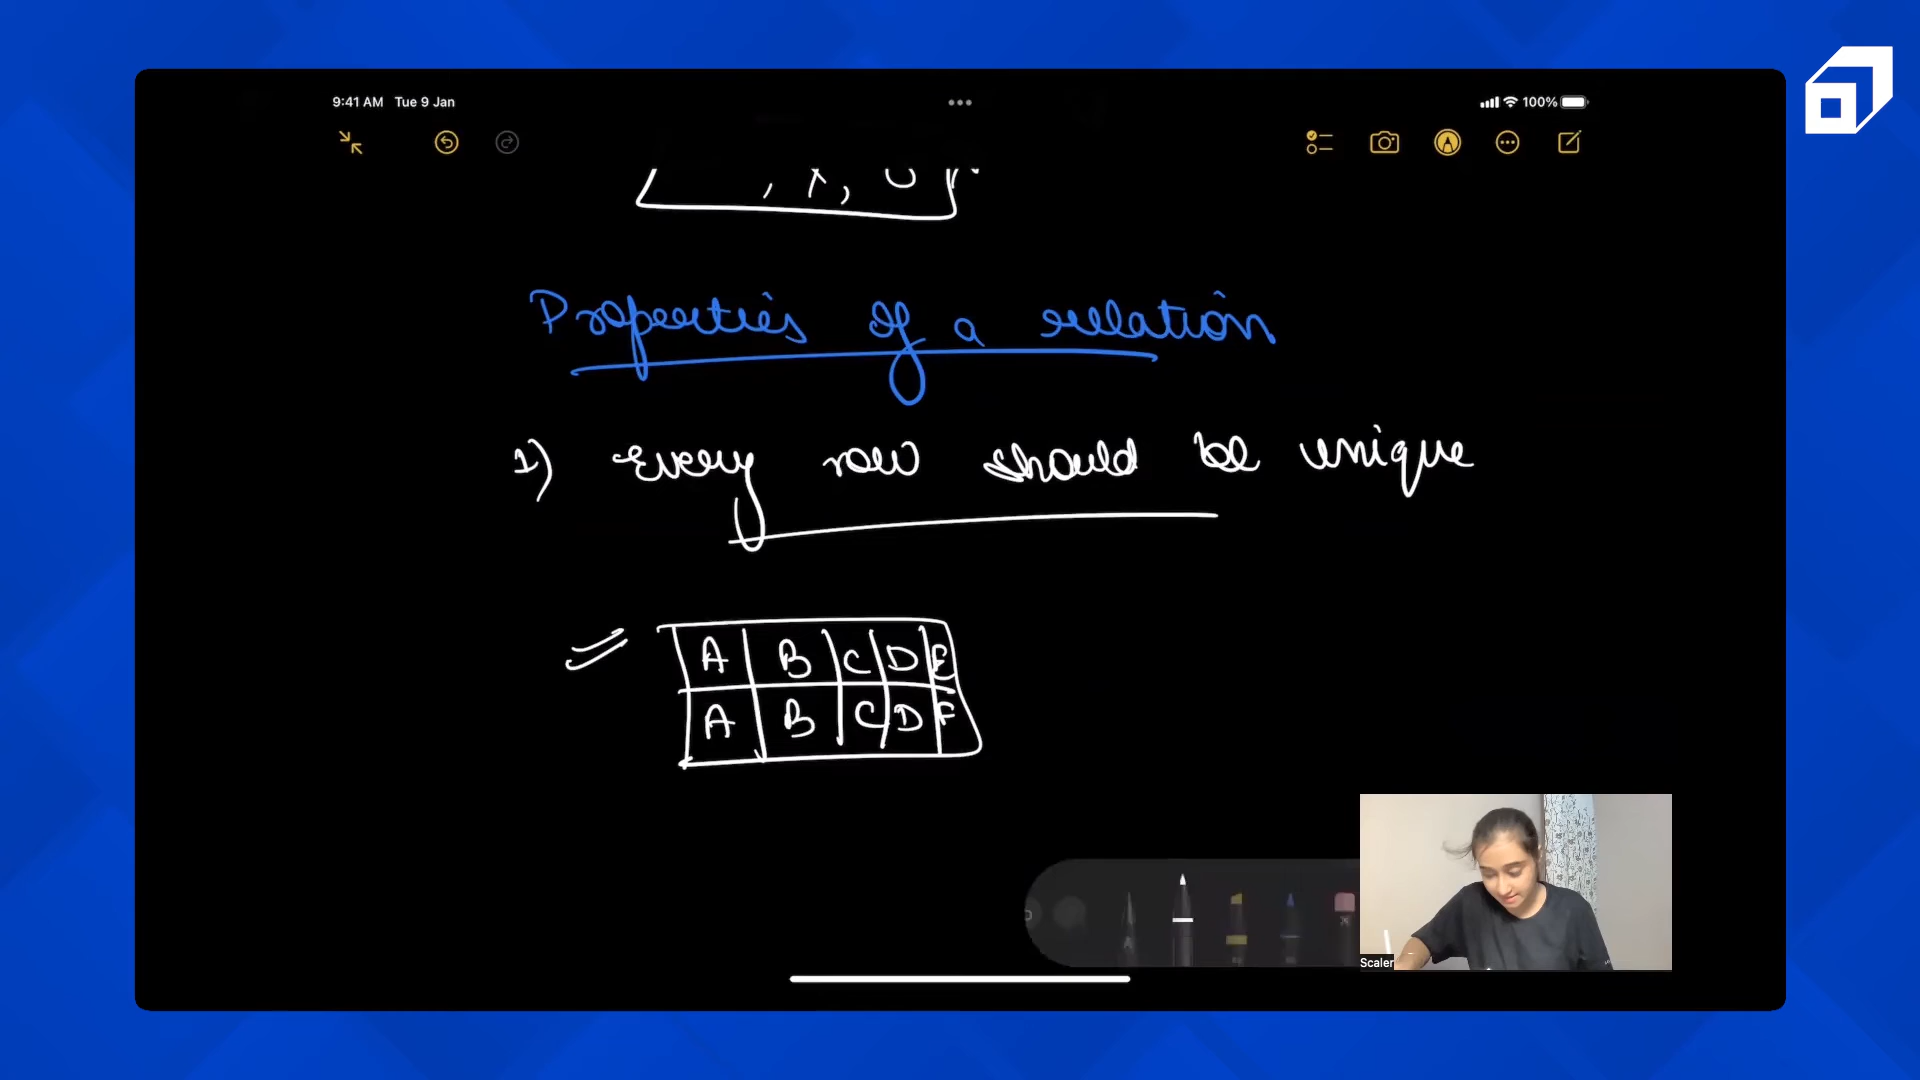 9:41 AM Tue 9 Jan
100%
, x,
Properties of a relation
1) Every row should be unique
A B C D E
A B C D F
Scaler